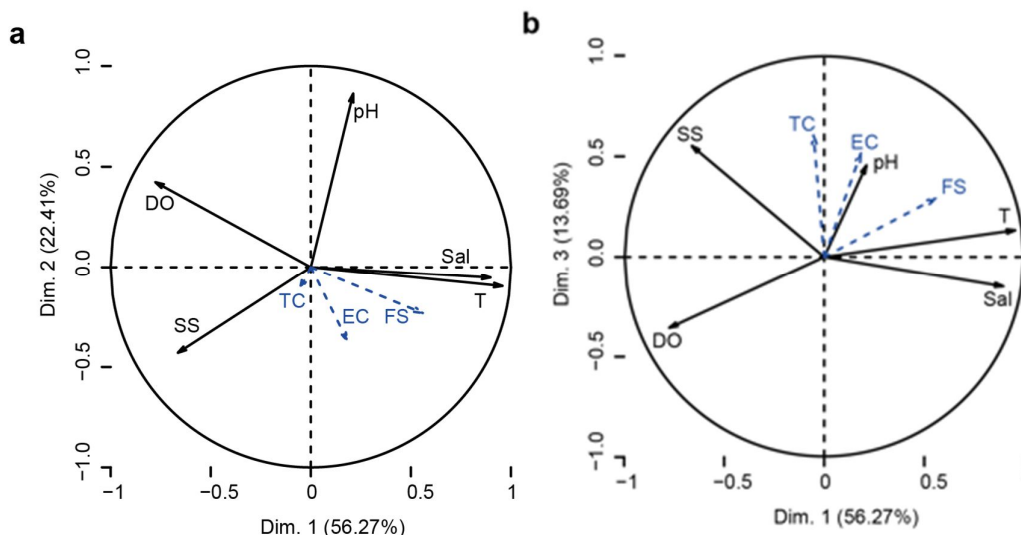 a
1.0
0.5
0.0
-0.5
-1.0
Dim. 2 (22.41%)
pH
DO
Sal
T
TC
EC
FS
SS
-1
-0.5
0
0.5
1
Dim. 1 (56.27%)
b
1.0
0.5
0.0
-0.5
-1.0
Dim. 3 (13.69%)
TC
EC
SS
pH
FS
T
Sal
DO
-1
-0.5
0
0.5
1
Dim. 1 (56.27%)